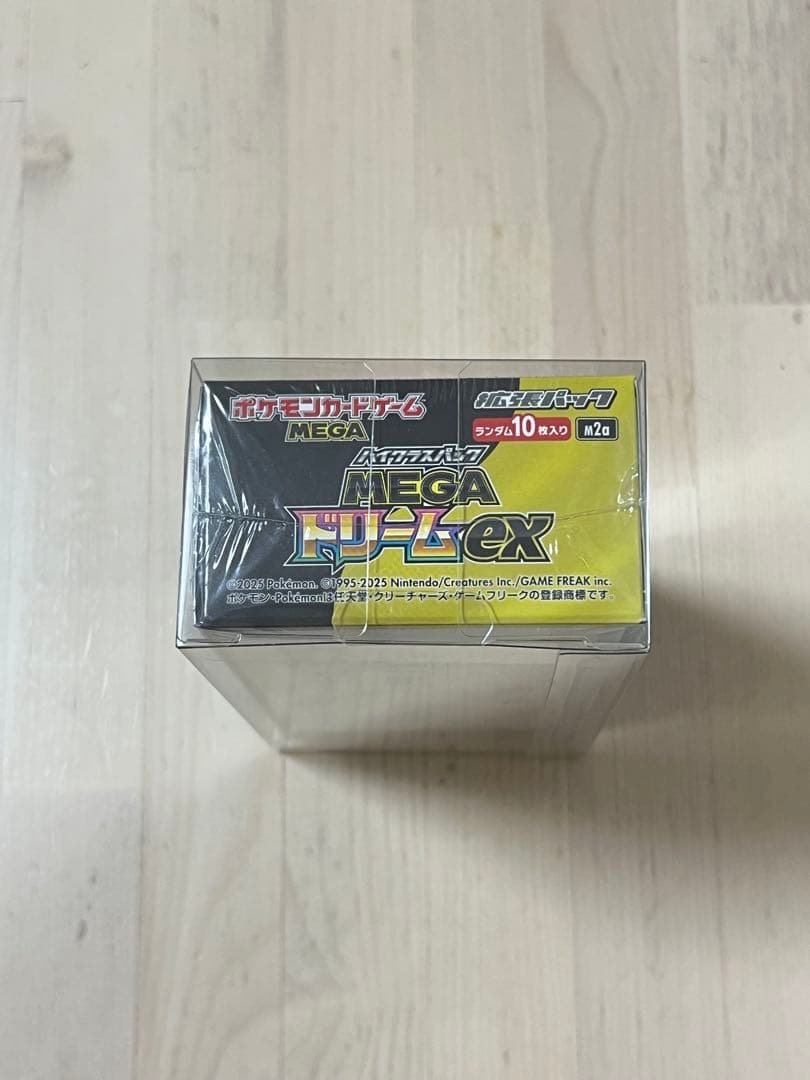 ポケモンカードゲーム
MEGA
拡張パック
ランダム10枚入り
M2a
ハイクラスパック
MEGA
ドリームex
©2025 Pokémon. ©1995-2025 Nintendo/Creatures Inc./GAME FREAK inc.
ポケモン・Pokémonは任天堂・クリーチャーズ・ゲームフリークの登録商標です。